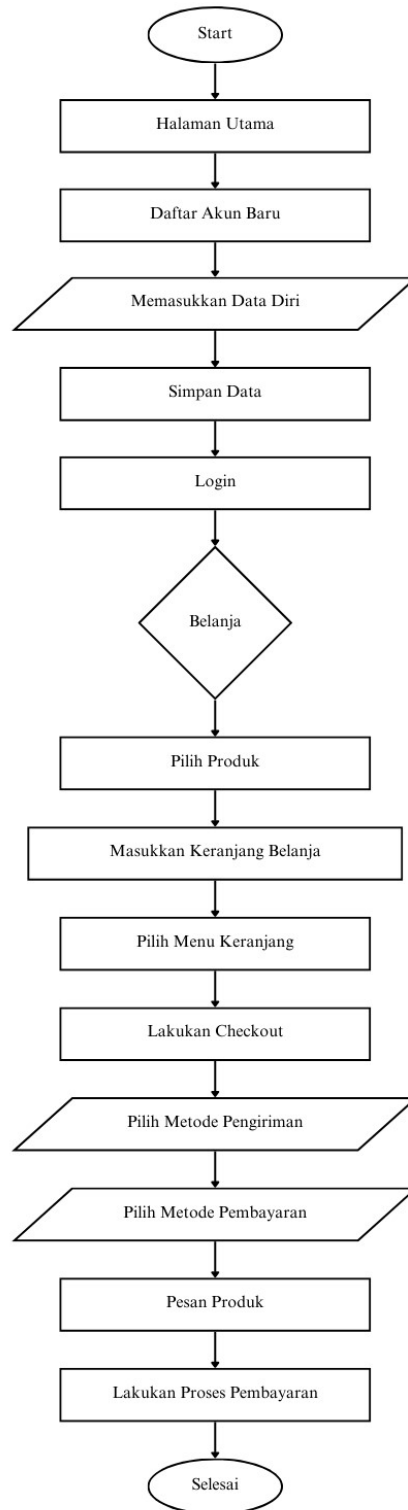 Start
Halaman Utama
Daftar Akun Baru
Memasukkan Data Diri
Simpan Data
Login
Belanja
Pilih Produk
Masukkan Keranjang Belanja
Pilih Menu Keranjang
Lakukan Checkout
Pilih Metode Pengiriman
Pilih Metode Pembayaran
Pesan Produk
Lakukan Proses Pembayaran
Selesai